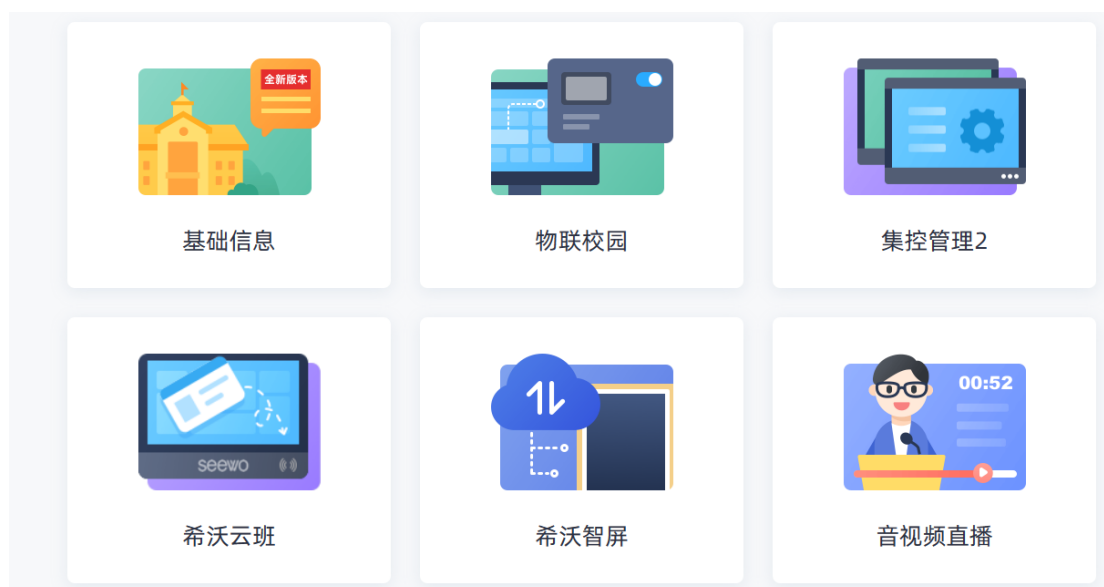 全新版本
基础信息
物联校园
集控管理2
seewo
00:52
希沃云班
希沃智屏
音视频直播